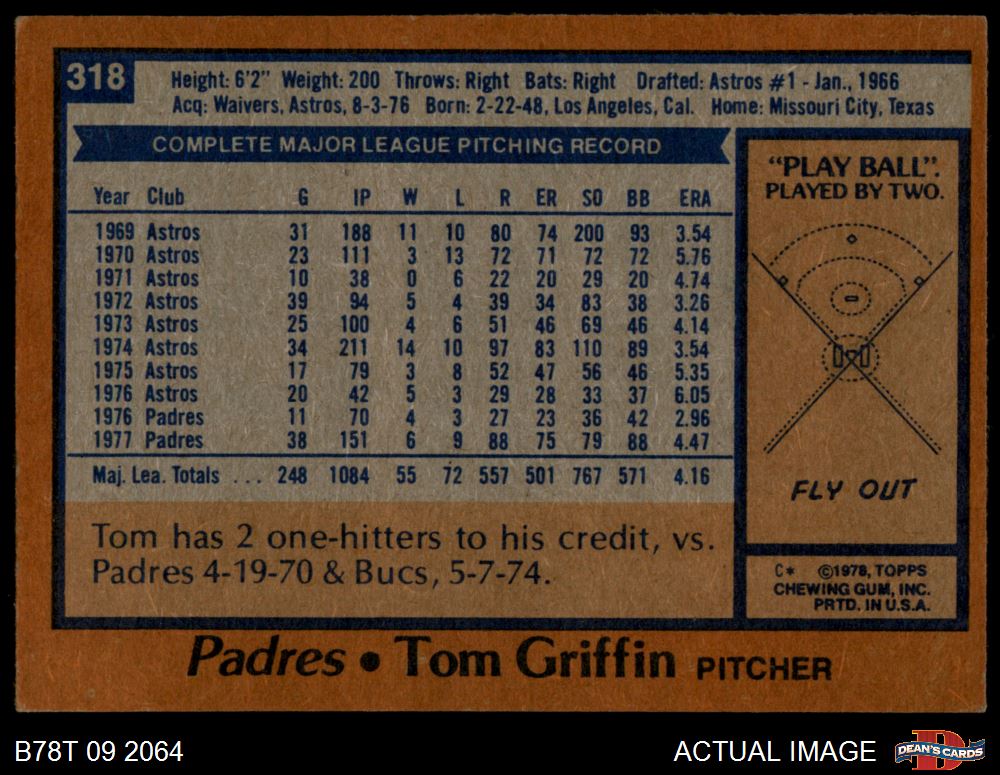 318
Height: 6'2" Weight: 200 Throws: Right Bats: Right Drafted: Astros #1 - Jan., 1966
Acq: Waivers, Astros, 8-3-76 Born: 2-22-48, Los Angeles, Cal. Home: Missouri City, Texas
COMPLETE MAJOR LEAGUE PITCHING RECORD
Year Club G IP W L R ER SO BB ERA
1969 Astros 31 188 11 10 80 74 200 93 3.54
1970 Astros 23 111 3 13 72 71 72 72 5.76
1971 Astros 10 38 0 6 22 20 29 20 4.74
1972 Astros 39 94 5 4 39 34 83 38 3.26
1973 Astros 25 100 4 6 51 46 69 46 4.14
1974 Astros 34 211 14 10 97 83 110 89 3.54
1975 Astros 17 79 3 8 52 47 56 46 5.35
1976 Astros 20 42 5 3 29 28 33 37 6.05
1976 Padres 11 70 4 3 27 23 36 42 2.96
1977 Padres 38 151 6 9 88 75 79 88 4.47
Maj. Lea. Totals ... 248 1084 55 72 557 501 767 571 4.16
Tom has 2 one-hitters to his credit, vs.
Padres 4-19-70 & Bucs, 5-7-74.
"PLAY BALL".
PLAYED BY TWO.
FLY OUT
C* ©1978, TOPPS
CHEWING GUM, INC.
PRTD. IN U.S.A.
Padres • Tom Griffin PITCHER
B78T 09 2064
ACTUAL IMAGE
D
DEAN'S CARDS